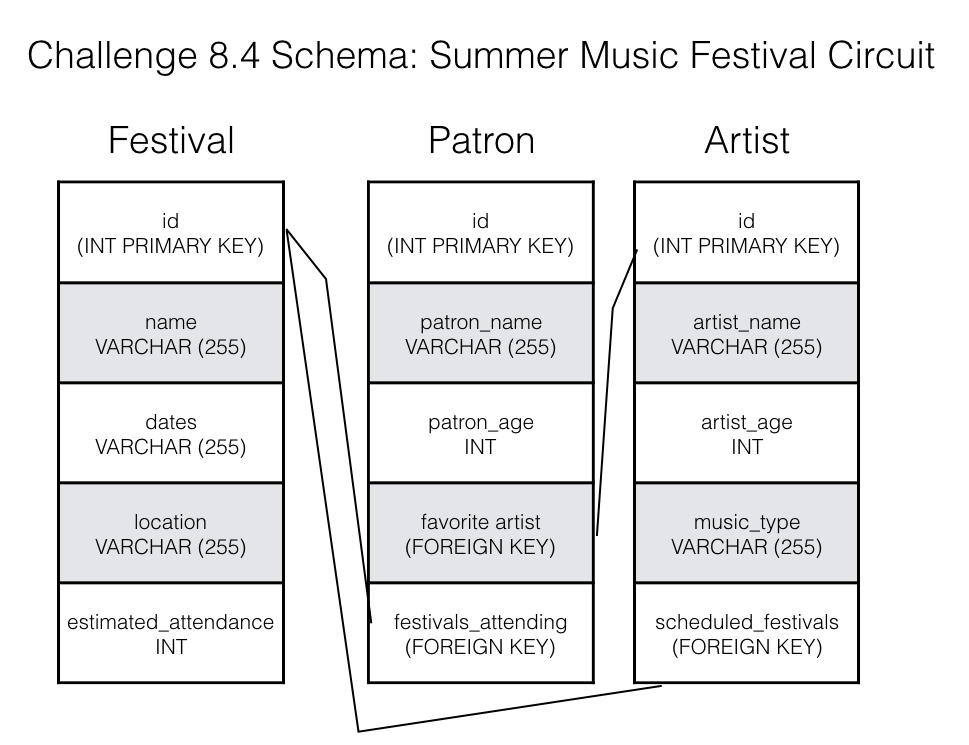 Challenge 8.4 Schema: Summer Music Festival Circuit
Festival
id
(INT PRIMARY KEY)
name
VARCHAR (255)
dates
VARCHAR (255)
location
VARCHAR (255)
estimated_attendance
INT
Patron
id
(INT PRIMARY KEY)
patron_name
VARCHAR (255)
patron_age
INT
favorite artist
(FOREIGN KEY)
festivals_attending
(FOREIGN KEY)
Artist
id
(INT PRIMARY KEY)
artist_name
VARCHAR (255)
artist_age
INT
music_type
VARCHAR (255)
scheduled_festivals
(FOREIGN KEY)